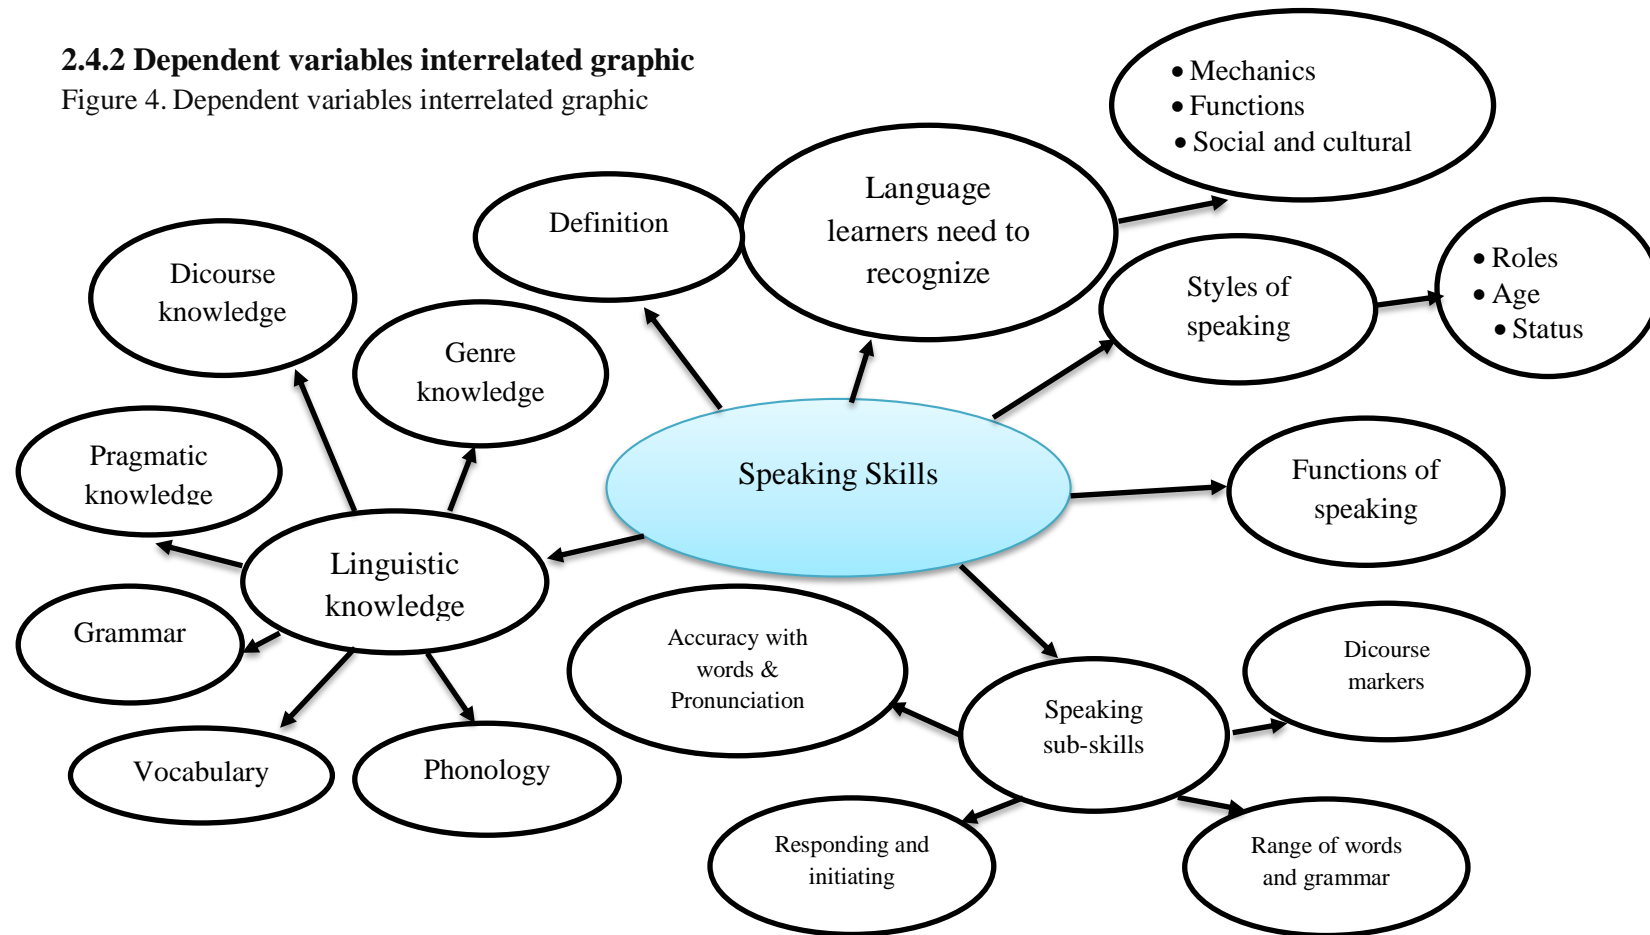 2.4.2 Dependent variables interrelated graphic
Figure 4. Dependent variables interrelated graphic
• Mechanics
• Functions
• Social and cultural
Language
learners need to
recognize
Definition
Styles of
speaking
• Roles
• Age
• Status
Dicourse
knowledge
Genre
knowledge
Pragmatic
knowledge
Speaking Skills
Functions of
speaking
Linguistic
knowledge
Grammar
Vocabulary
Phonology
Accuracy with
words &
Pronunciation
Speaking
sub-skills
Dicourse
markers
Responding and
initiating
Range of words
and grammar